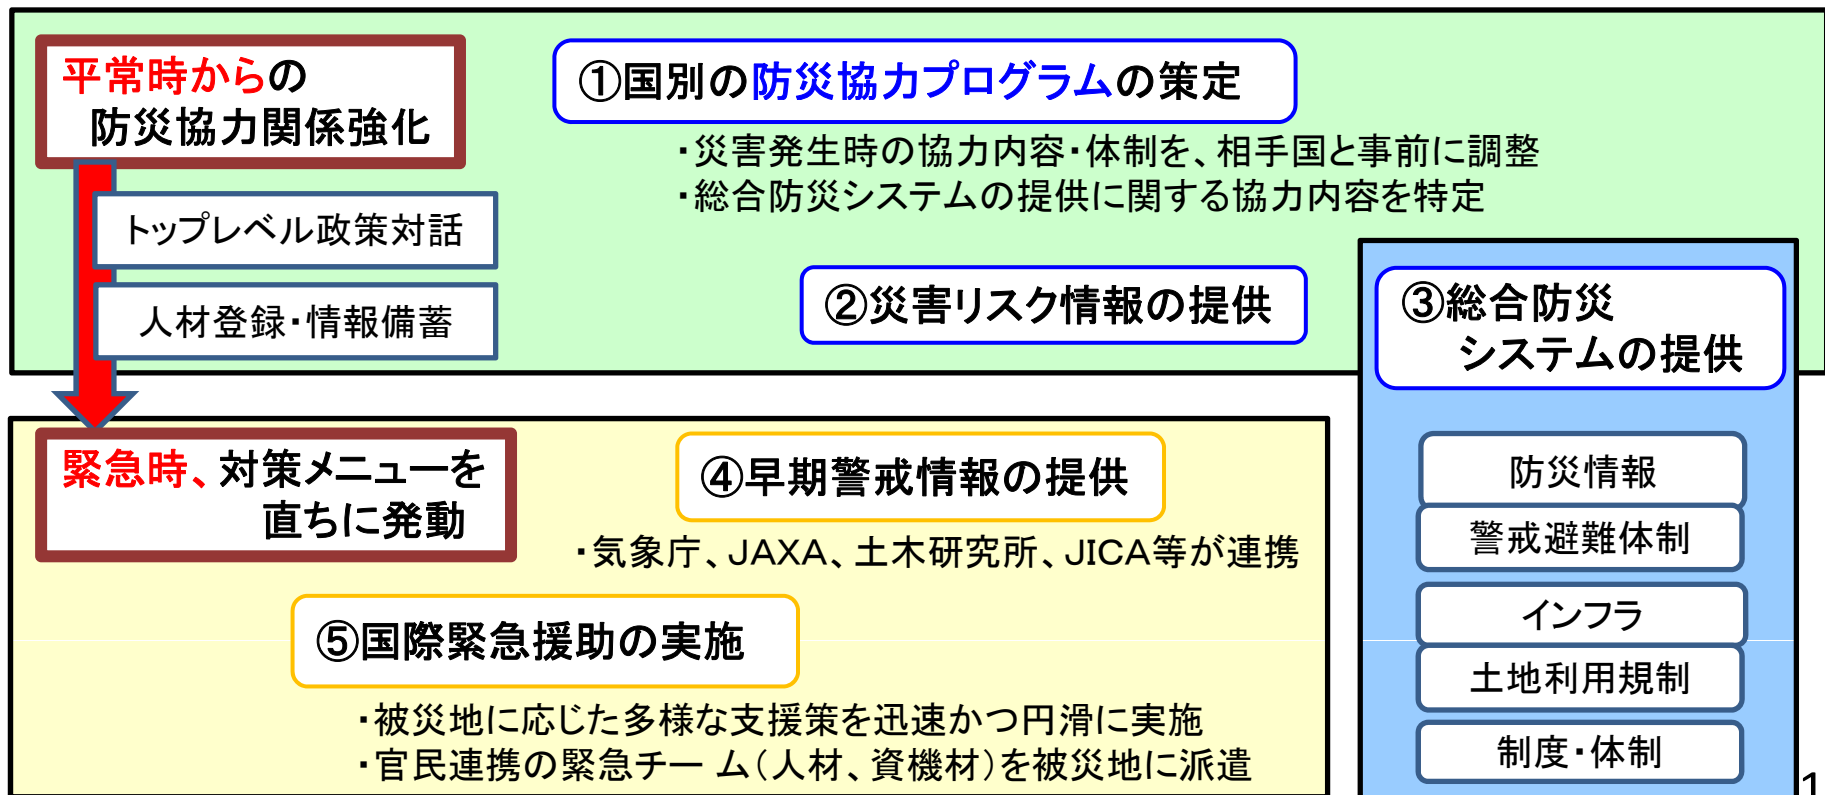 平常時からの
防災協力関係強化
①国別の防災協力プログラムの策定
・災害発生時の協力内容・体制を、相手国と事前に調整
・総合防災システムの提供に関する協力内容を特定
トップレベル政策対話
人材登録・情報備蓄
②災害リスク情報の提供
③総合防災
システムの提供
防災情報
警戒避難体制
インフラ
土地利用規制
制度・体制
緊急時、対策メニューを
直ちに発動
④早期警戒情報の提供
・気象庁、JAXA、土木研究所、JICA等が連携
⑤国際緊急援助の実施
・被災地に応じた多様な支援策を迅速かつ円滑に実施
・官民連携の緊急チー ム(人材、資機材)を被災地に派遣
1